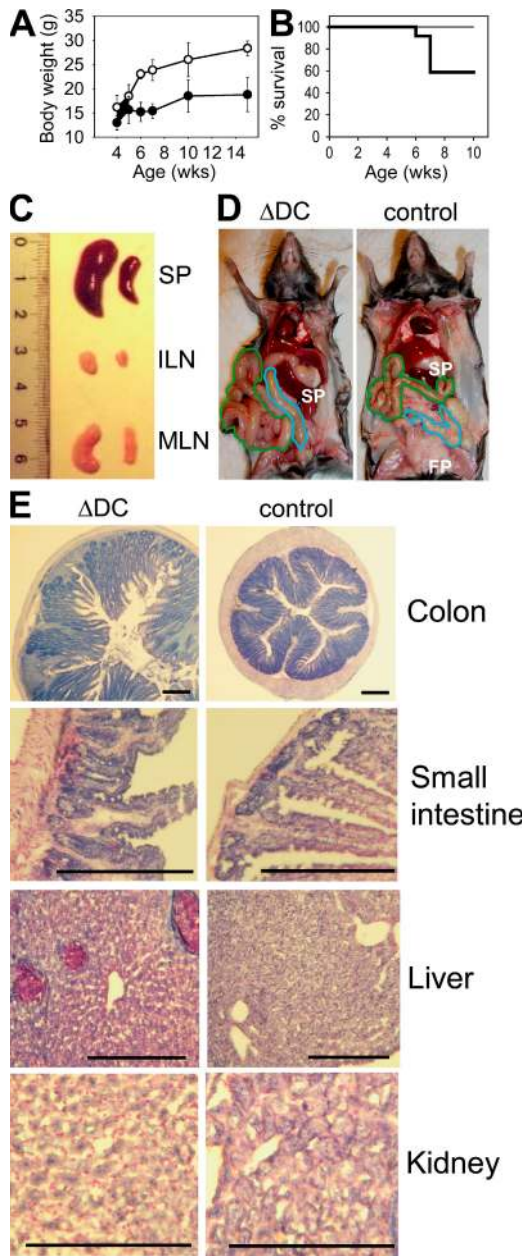 A
Body weight (g)
35
30
25
20
15
10
4 6 8 10 12 14
Age (wks)
B
% survival
100
80
60
40
20
0
0 2 4 6 8 10
Age (wks)
C
0
1
2
3
4
5
6
SP
ILN
MLN
D
ΔDC control
SP
SP
FP
E
ΔDC control
Colon
Small
intestine
Liver
Kidney